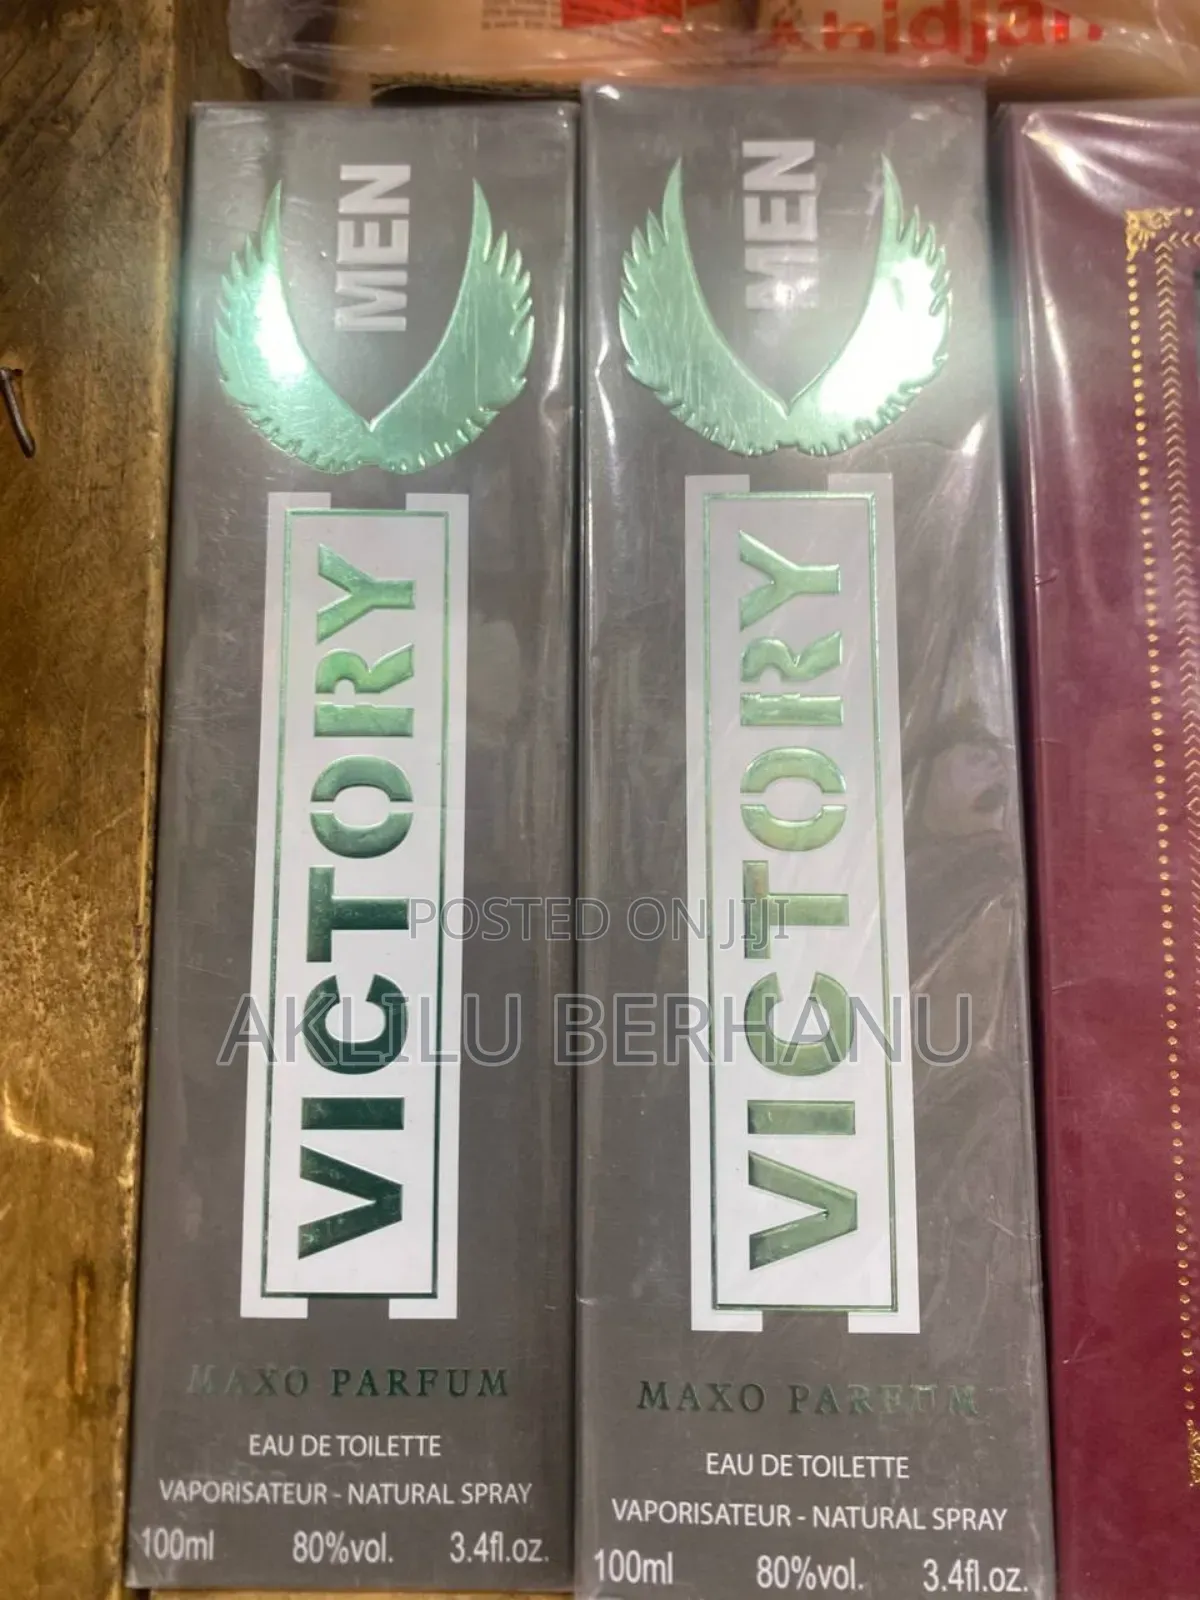 Abidjan
MEN
VICTORY
MAXO PARFUM
EAU DE TOILETTE
VAPORISATEUR - NATURAL SPRAY
100ml 80%vol. 3.4fl.oz.
MEN
VICTORY
MAXO PARFUM
EAU DE TOILETTE
VAPORISATEUR - NATURAL SPRAY
100ml 80%vol. 3.4fl.oz.
POSTED ON JIJI
AKLILU BERHANU